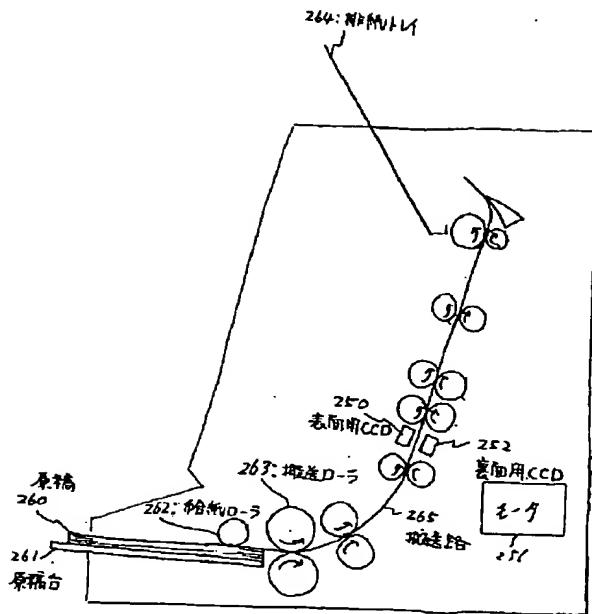 264：排紙トレイ
250
表面用CCD
252
裏面用CCD
263：搬送ローラ
原稿
260
262：給紙ローラ
265
搬送路
モータ
256
261
原稿台